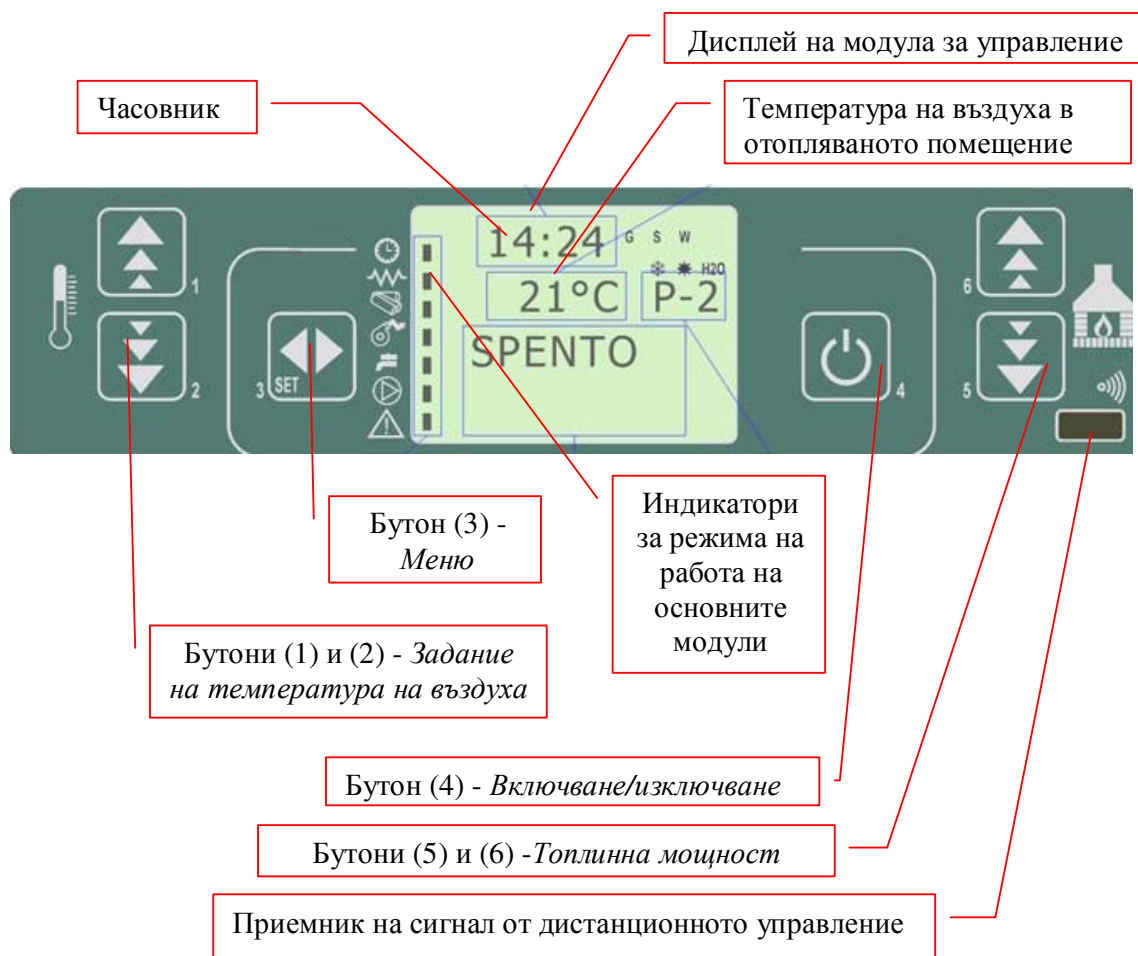 Дисплей на модула за управление
Часовник
Температура на въздуха в
отопляваното помещение
14:24 G S W
H2O
21°C P-2
SPENTO
1
2
3 SET
4
6
5
Бутон (3) -
Меню
Индикатори
за режима на
работа на
основните
модули
Бутони (1) и (2) - Задание
на температура на въздуха
Бутон (4) - Включване/изключване
Бутони (5) и (6) -Топлинна мощност
Приемник на сигнал от дистанционното управление